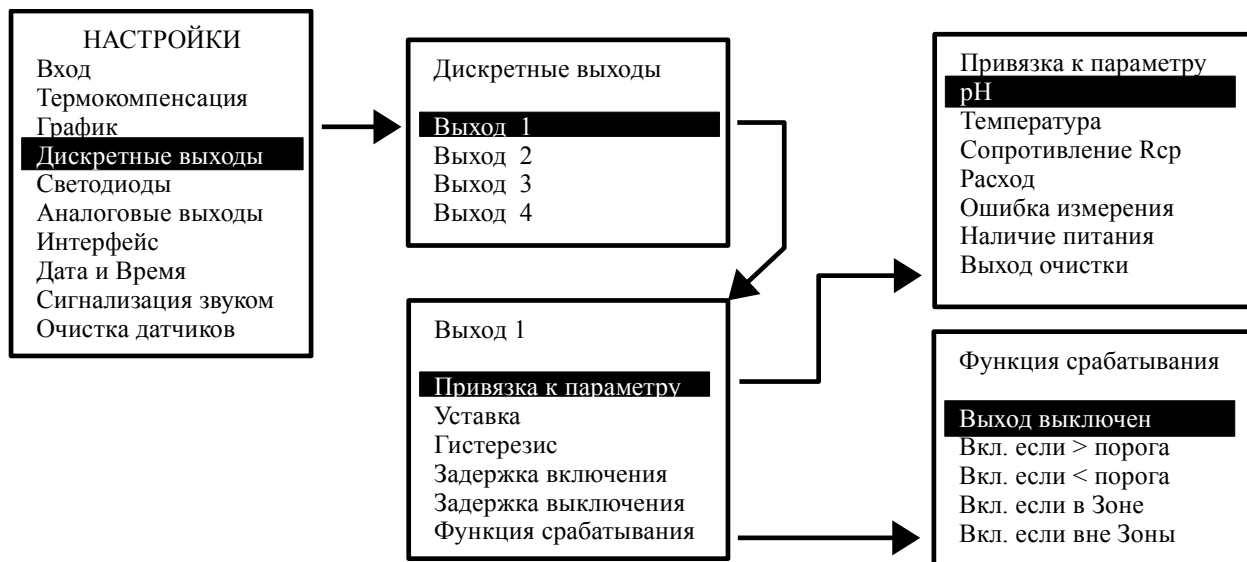 НАСТРОЙКИ
Вход
Термокомпенсация
График
Дискретные выходы
Светодиоды
Аналоговые выходы
Интерфейс
Дата и Время
Сигнализация звуком
Очистка датчиков
Дискретные выходы
Выход 1
Выход 2
Выход 3
Выход 4
Выход 1
Привязка к параметру
Уставка
Гистерезис
Задержка включения
Задержка выключения
Функция срабатывания
Привязка к параметру
pH
Температура
Сопротивление Rср
Расход
Ошибка измерения
Наличие питания
Выход очистки
Функция срабатывания
Выход выключен
Вкл. если > порога
Вкл. если < порога
Вкл. если в Зоне
Вкл. если вне Зоны